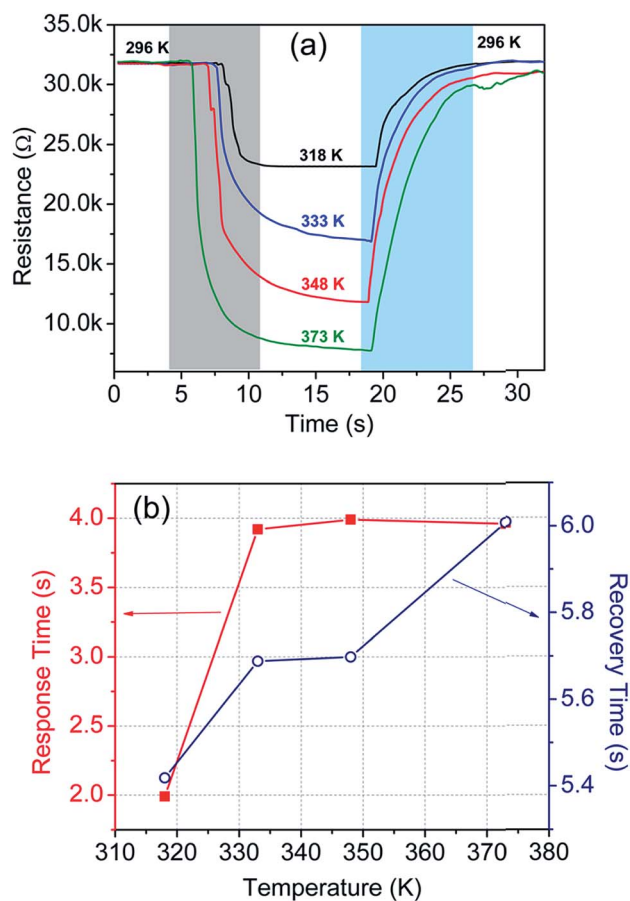 35.0k
30.0k
25.0k
20.0k
15.0k
10.0k
Resistance (Ω)
(a)
296 K
296 K
318 K
333 K
348 K
373 K
0 5 10 15 20 25 30
Time (s)
(b)
4.0
3.5
3.0
2.5
2.0
Response Time (s)
6.0
5.8
5.6
5.4
Recovery Time (s)
310 320 330 340 350 360 370 380
Temperature (K)